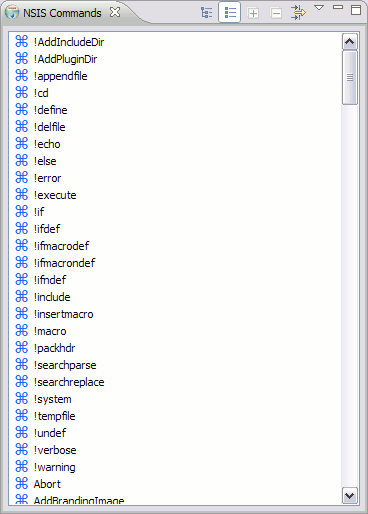 NSIS Commands
!AddIncludeDir
!AddPluginDir
!appendfile
!cd
!define
!delfile
!echo
!else
!error
!execute
!if
!ifdef
!ifmacrodef
!ifmacrondef
!ifndef
!include
!insertmacro
!macro
!packhdr
!searchparse
!searchreplace
!system
!tempfile
!undef
!verbose
!warning
Abort
AddBrandingImage